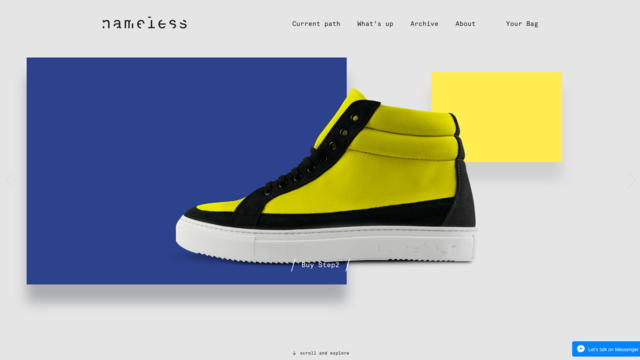 nameless
Current path What's up Archive About Your Bag
/ Buy Step2 /
↓ scroll and explore
Let's talk on Messenger